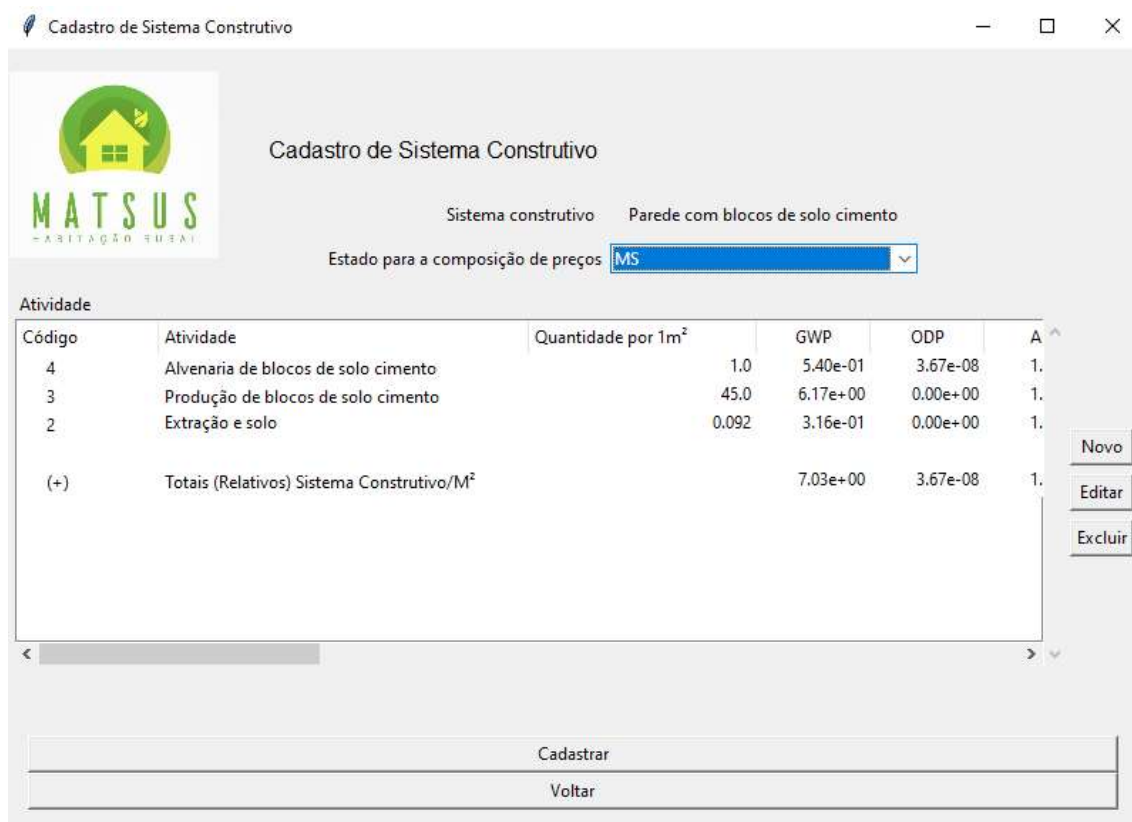 Cadastro de Sistema Construtivo
MATSUS
HABITAÇÃO RURAL
Cadastro de Sistema Construtivo
Sistema construtivo Parede com blocos de solo cimento
Estado para a composição de preços MS
Atividade
Código Atividade Quantidade por 1m² GWP ODP A
4 Alvenaria de blocos de solo cimento 1.0 5.40e-01 3.67e-08 1.
3 Produção de blocos de solo cimento 45.0 6.17e+00 0.00e+00 1.
2 Extração e solo 0.092 3.16e-01 0.00e+00 1.
(+) Totais (Relativos) Sistema Construtivo/M² 7.03e+00 3.67e-08 1.
Novo
Editar
Excluir
Cadastrar
Voltar